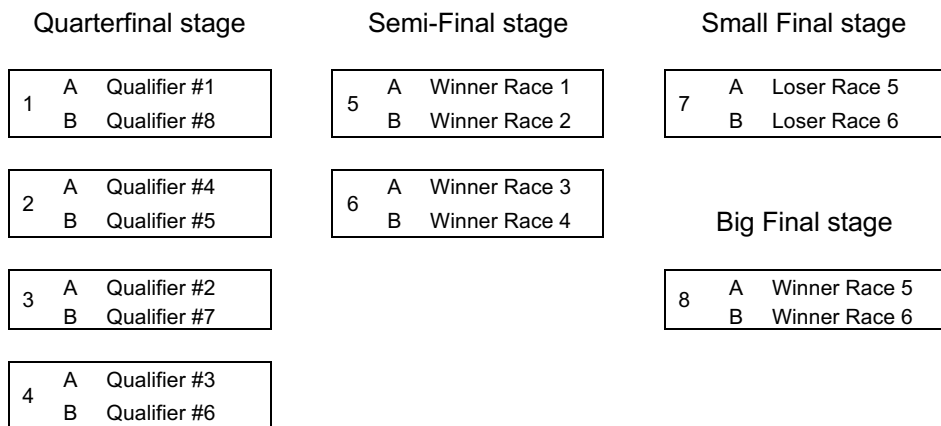 Quarterfinal stage
1
A Qualifier #1
B Qualifier #8
2
A Qualifier #4
B Qualifier #5
3
A Qualifier #2
B Qualifier #7
4
A Qualifier #3
B Qualifier #6
Semi-Final stage
5
A Winner Race 1
B Winner Race 2
6
A Winner Race 3
B Winner Race 4
Small Final stage
7
A Loser Race 5
B Loser Race 6
Big Final stage
8
A Winner Race 5
B Winner Race 6